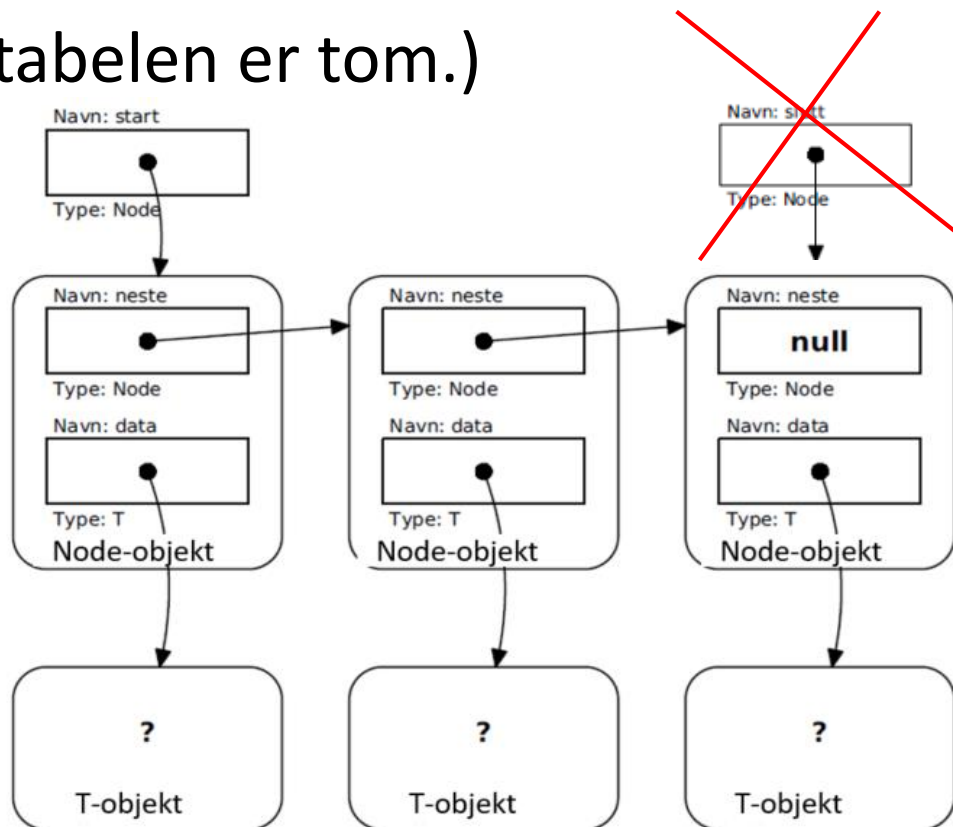 tabelen er tom.)
Navn: start
Navn: slutt
Type: Node
Type: Node
Navn: neste
Navn: neste
Navn: neste
null
Type: Node
Type: Node
Type: Node
Navn: data
Navn: data
Navn: data
Type: T
Type: T
Type: T
Node-objekt
Node-objekt
Node-objekt
?
?
?
T-objekt
T-objekt
T-objekt